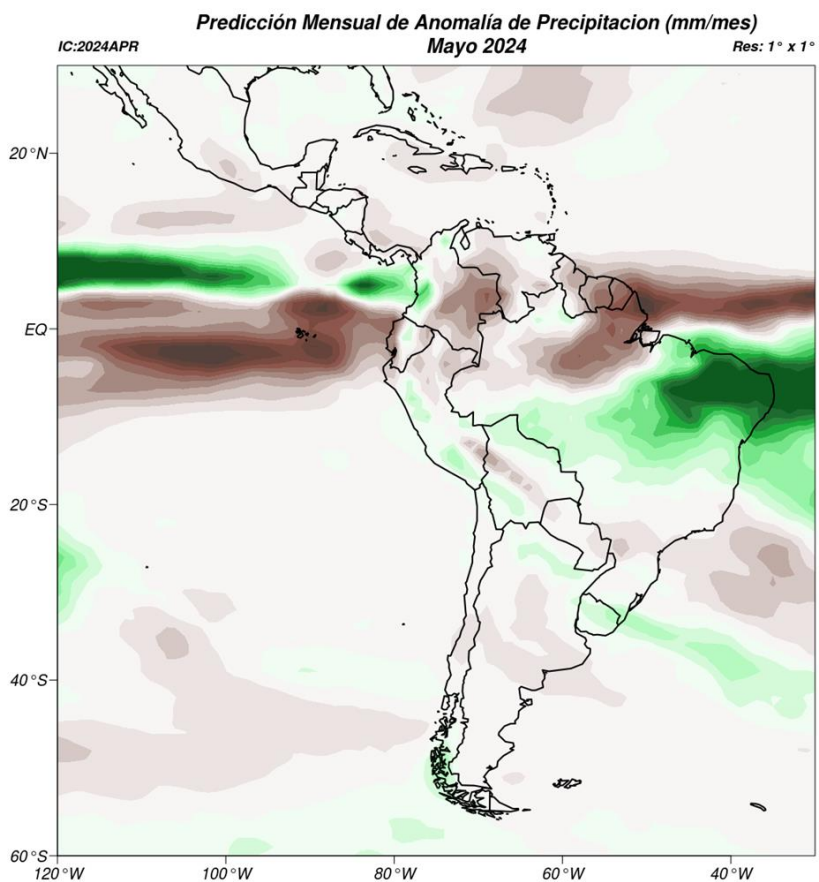 Predicción Mensual de Anomalía de Precipitacion (mm/mes)
IC:2024APR
Mayo 2024
Res: 1° x 1°
20°N
EQ
20°S
40°S
60°S
120°W
100°W
80°W
60°W
40°W